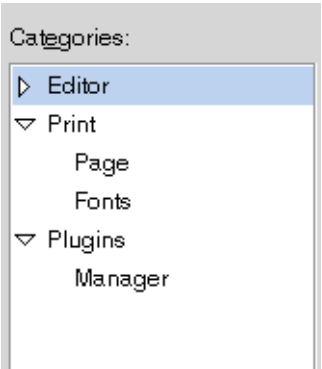 Categories:
Editor
Print
Page
Fonts
Plugins
Manager